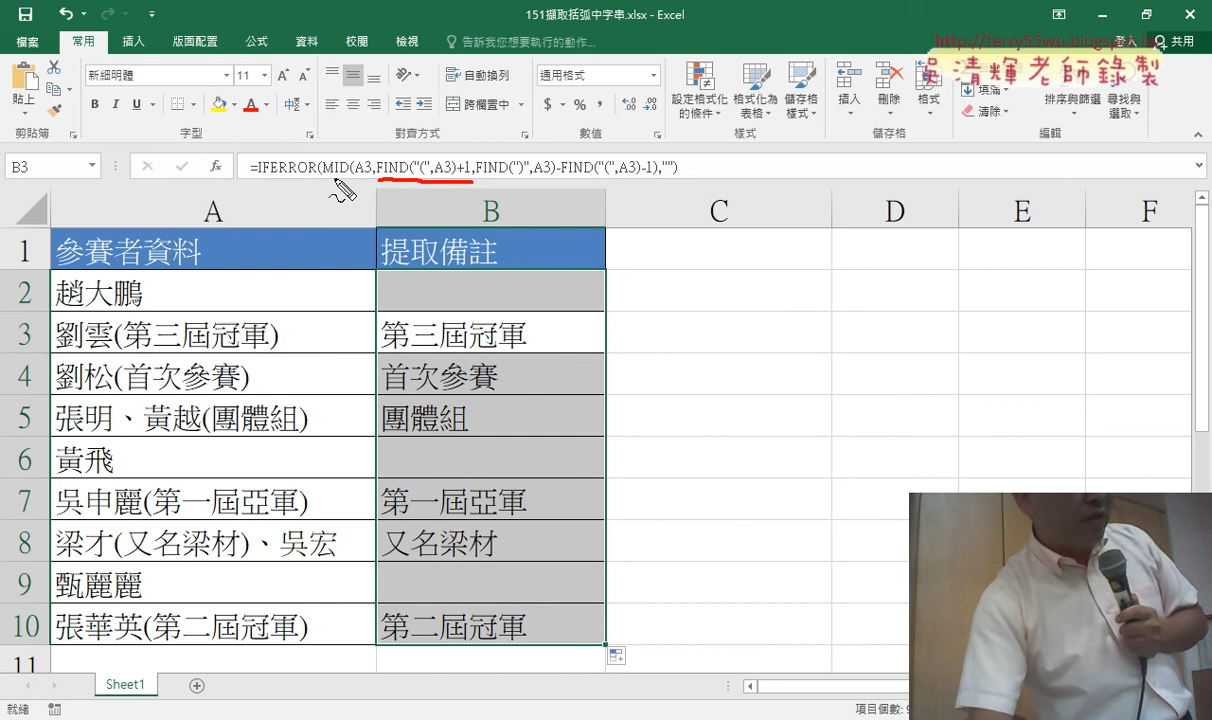 151擷取括弧中字串.xlsx - Excel
檔案 常用 插入 版面配置 公式 資料 校閱 檢視 告訴我您想要執行的動作... 登入 共用
http://terry55wu.blogspot.tw
吳清輝老師錄製
新細明體 11 自動換列 通用格式
貼上 B I U 跨欄置中 $ % , 設定格式化的條件 格式化為表格 儲存格樣式 插入 刪除 格式 填滿 清除 排序與篩選 尋找與選取
剪貼簿 字型 對齊方式 數值 樣式 儲存格 編輯
B3 fx =IFERROR(MID(A3,FIND("(",A3)+1,FIND(")",A3)-FIND("(",A3)-1),"")
A B C D E F
1 參賽者資料 提取備註
2 趙大鵬
3 劉雲(第三屆冠軍) 第三屆冠軍
4 劉松(首次參賽) 首次參賽
5 張明、黃越(團體組) 團體組
6 黃飛
7 吳申麗(第一屆亞軍) 第一屆亞軍
8 梁才(又名梁材)、吳宏 又名梁材
9 甄麗麗
10 張華英(第二屆冠軍) 第二屆冠軍
11
Sheet1
就緒 項目個數: